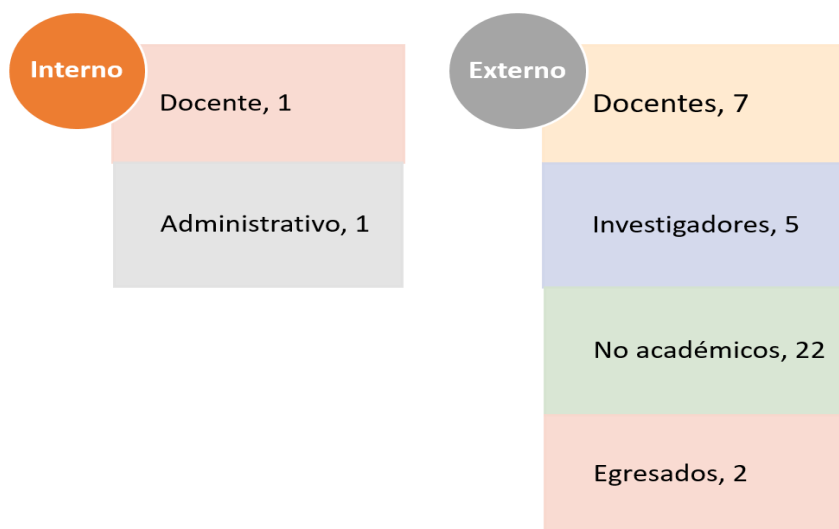 Interno
Docente, 1
Administrativo, 1
Externo
Docentes, 7
Investigadores, 5
No académicos, 22
Egresados, 2